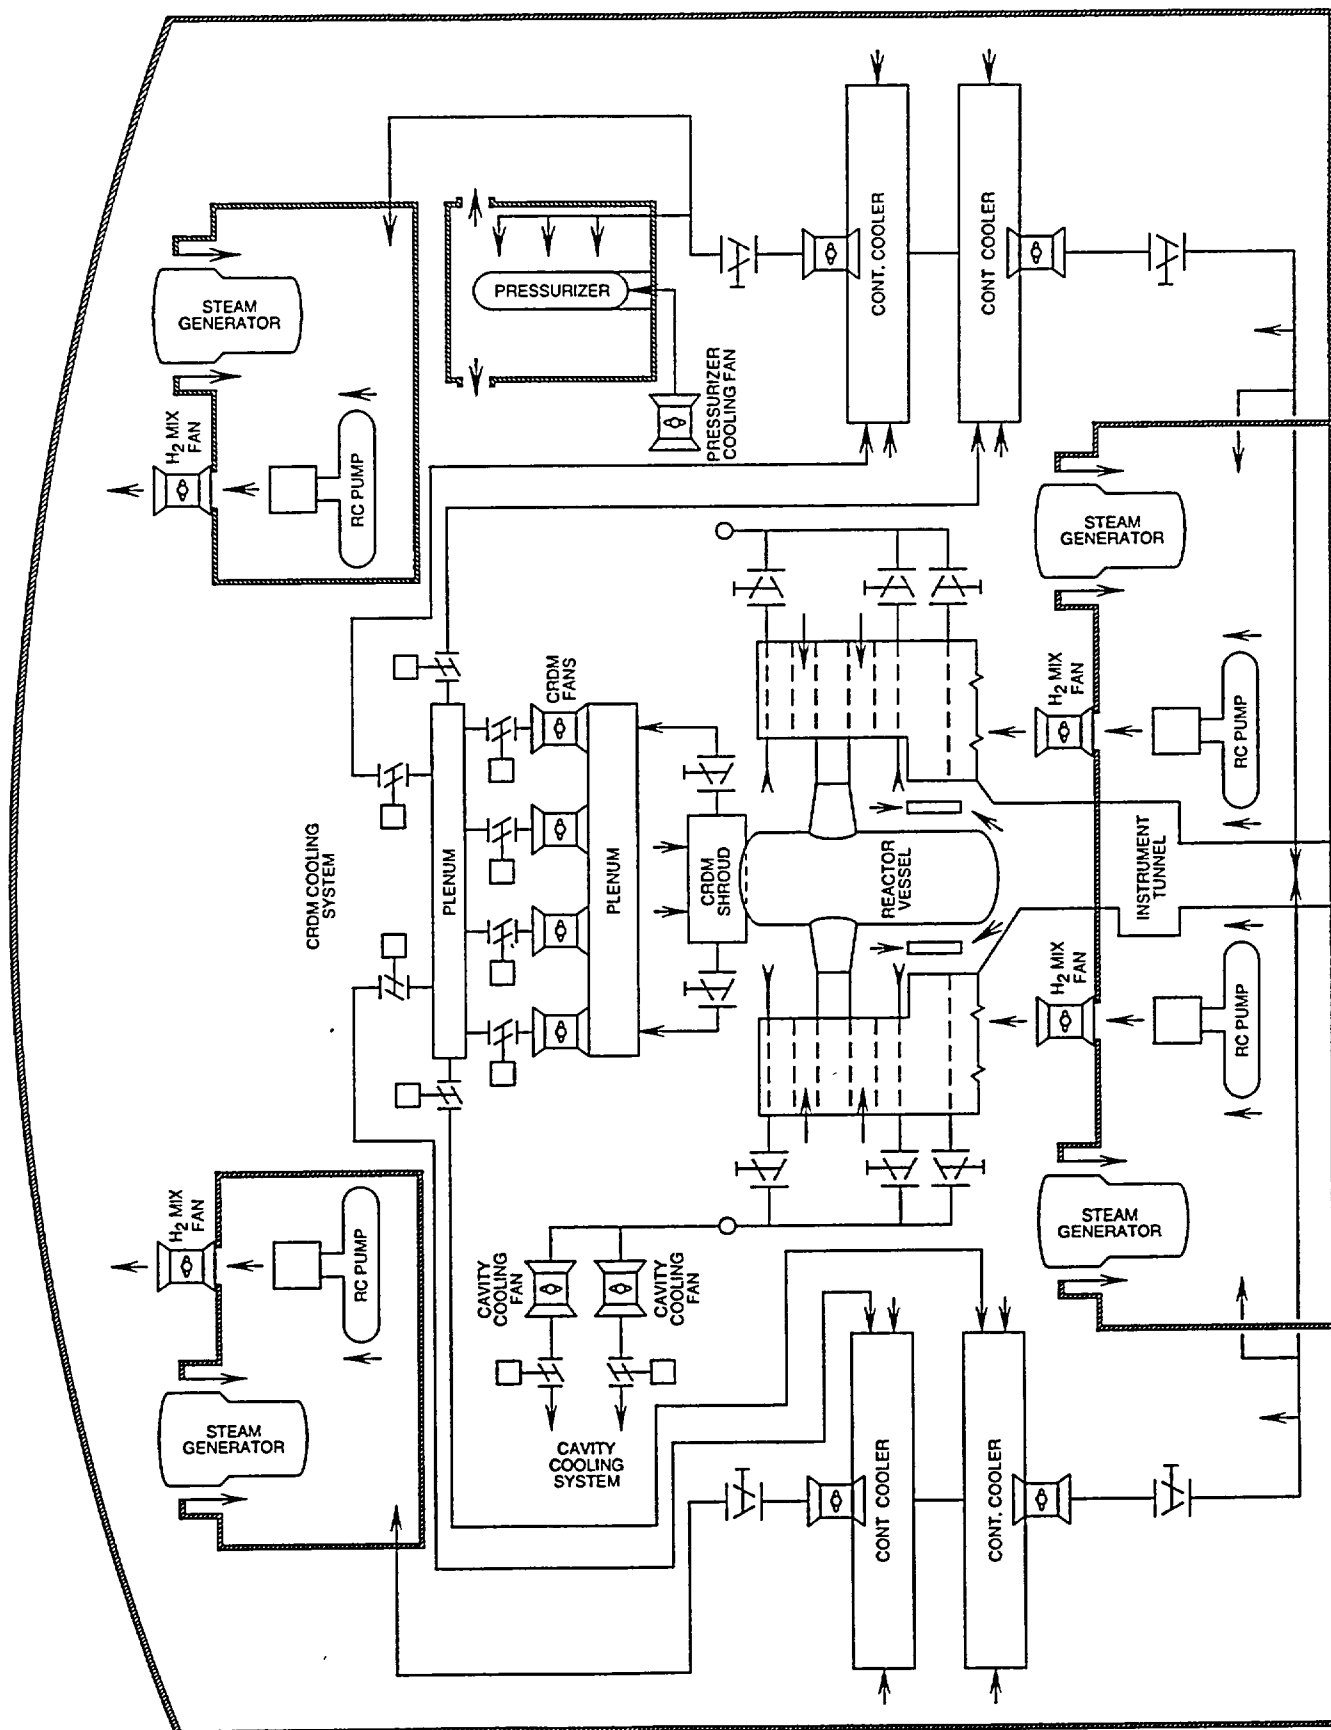 STEAM
GENERATOR
H2 MIX
FAN
RC PUMP
PRESSURIZER
PRESSURIZER
COOLING FAN
CONT. COOLER
CONT COOLER
CRDM COOLING
SYSTEM
PLENUM
CRDM
FANS
PLENUM
CRDM
SHROUD
REACTOR
VESSEL
INSTRUMENT
TUNNEL
STEAM
GENERATOR
H2 MIX
FAN
RC PUMP
H2 MIX
FAN
RC PUMP
STEAM
GENERATOR
H2 MIX
FAN
RC PUMP
STEAM
GENERATOR
CAVITY
COOLING
FAN
CAVITY
COOLING
FAN
CAVITY
COOLING
SYSTEM
CONT COOLER
CONT. COOLER